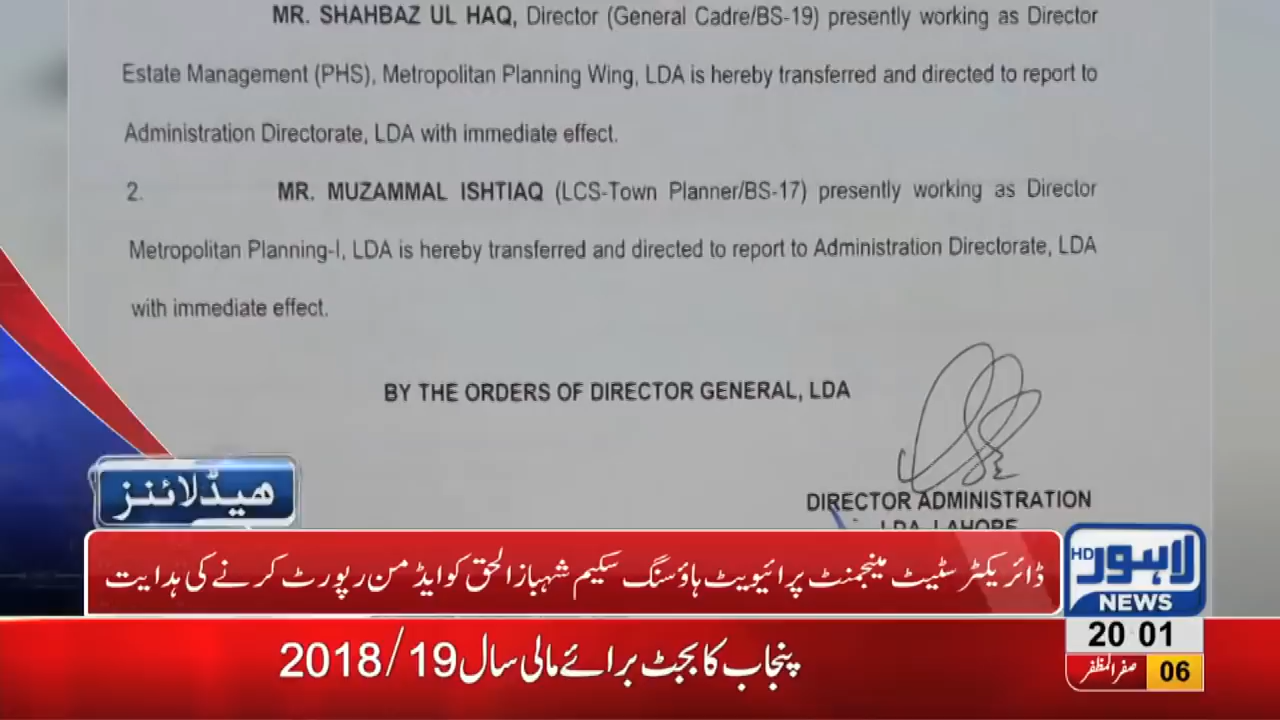 MR. SHAHBAZ UL HAQ, Director (General Cadre/BS-19) presently working as Director
Estate Management (PHS), Metropolitan Planning Wing, LDA is hereby transferred and directed to report to
Administration Directorate, LDA with immediate effect.
2. MR. MUZAMMAL ISHTIAQ (LCS-Town Planner/BS-17) presently working as Director
Metropolitan Planning-I, LDA is hereby transferred and directed to report to Administration Directorate, LDA
with immediate effect.
BY THE ORDERS OF DIRECTOR GENERAL, LDA
DIRECTOR ADMINISTRATION
LDA, LAHORE
ھیڈلائنز
ڈائریکٹر سٹیٹ مینجمنٹ پرائیویٹ ہاؤسنگ سکیم شہباز الحق کو ایڈمن رپورٹ کرنے کی ہدایت
لاہور HD
NEWS
پنجاب کا بجٹ برائے مالی سال 2018/19
20 01
06 صفر المظفر